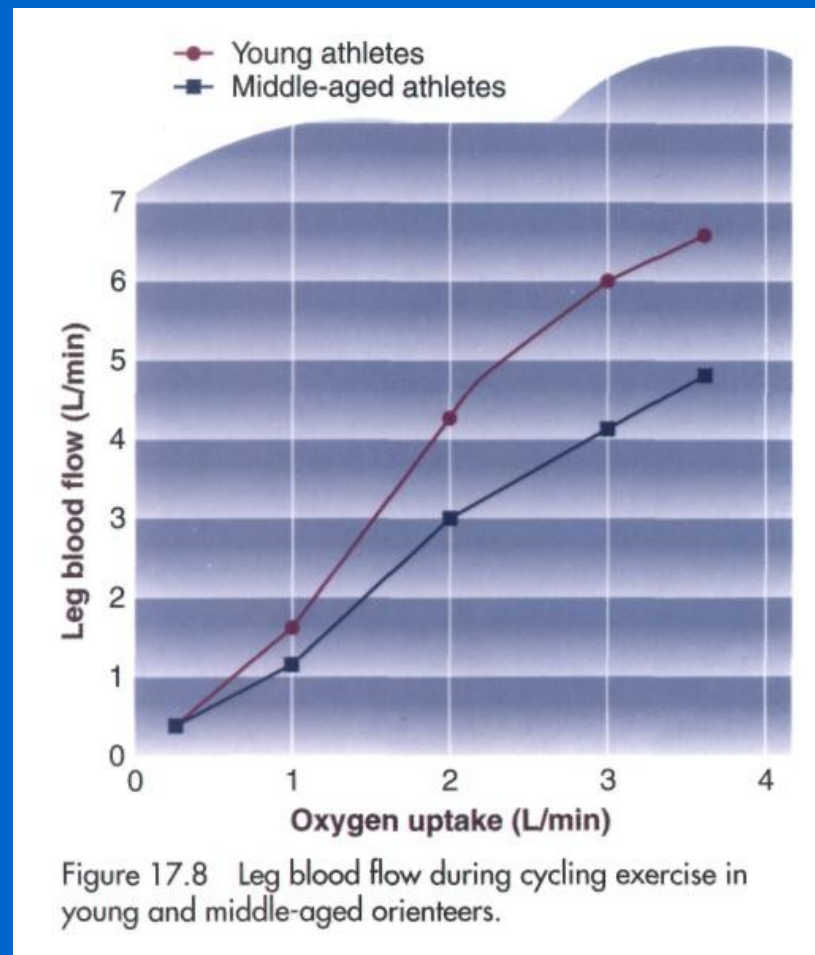 Young athletes
Middle-aged athletes
7
6
5
4
3
2
1
0
Leg blood flow (L/min)
0 1 2 3 4
Oxygen uptake (L/min)
Figure 17.8 Leg blood flow during cycling exercise in
young and middle-aged orienteers.